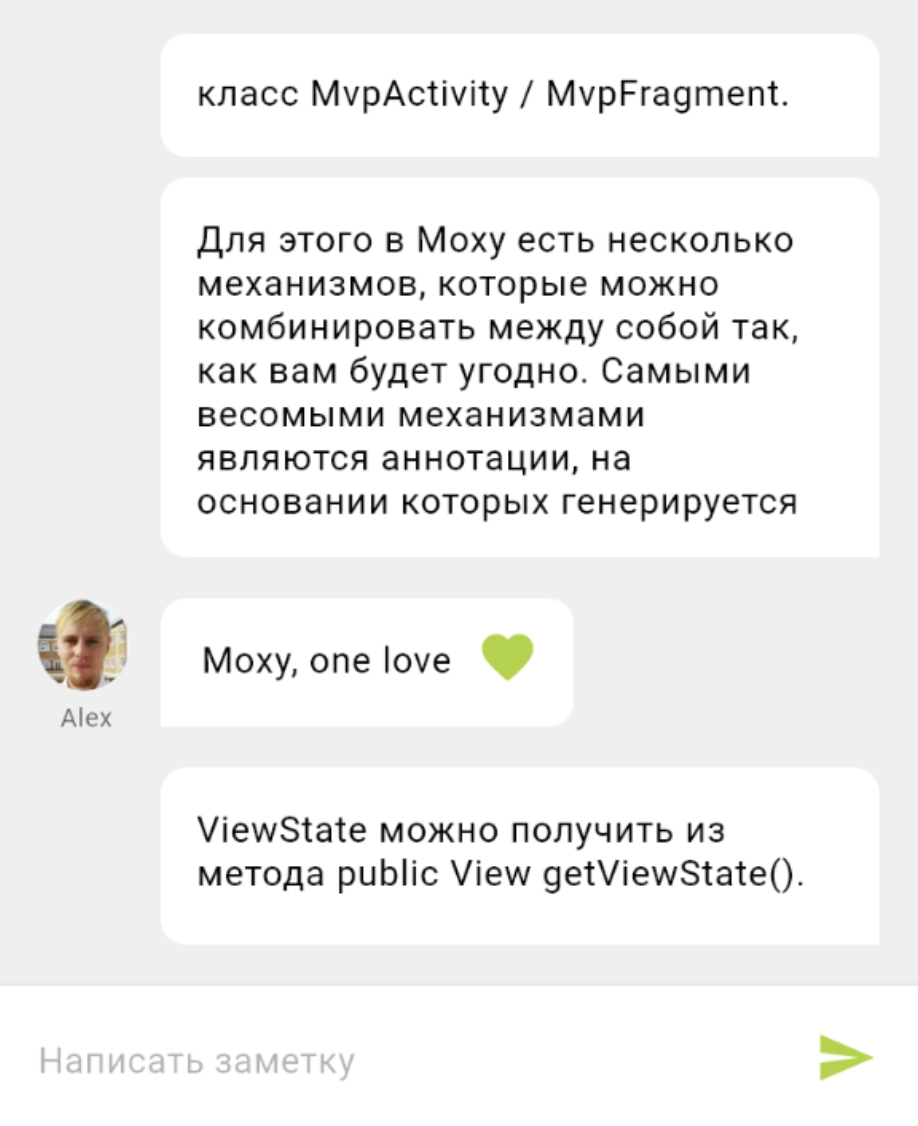 класс MvpActivity / MvpFragment.
Для этого в Moxy есть несколько
механизмов, которые можно
комбинировать между собой так,
как вам будет угодно. Самыми
весомыми механизмами
являются аннотации, на
основании которых генерируется
Moxy, one love
Alex
ViewState можно получить из
метода public View getViewState().
Написать заметку